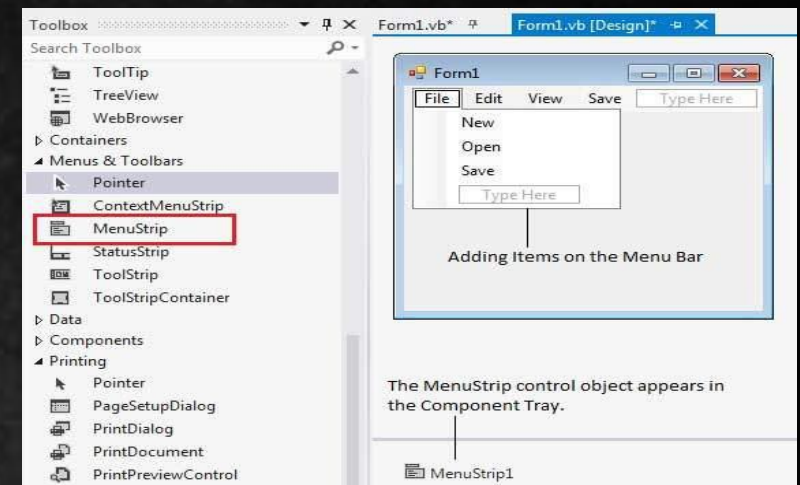 Toolbox
Search Toolbox
ToolTip
TreeView
WebBrowser
Containers
Menus & Toolbars
Pointer
ContextMenuStrip
MenuStrip
StatusStrip
ToolStrip
ToolStripContainer
Data
Components
Printing
Pointer
PageSetupDialog
PrintDialog
PrintDocument
PrintPreviewControl
Form1.vb* Form1.vb [Design]*
Form1
File Edit View Save Type Here
New
Open
Save
Type Here
Adding Items on the Menu Bar
The MenuStrip control object appears in
the Component Tray.
MenuStrip1